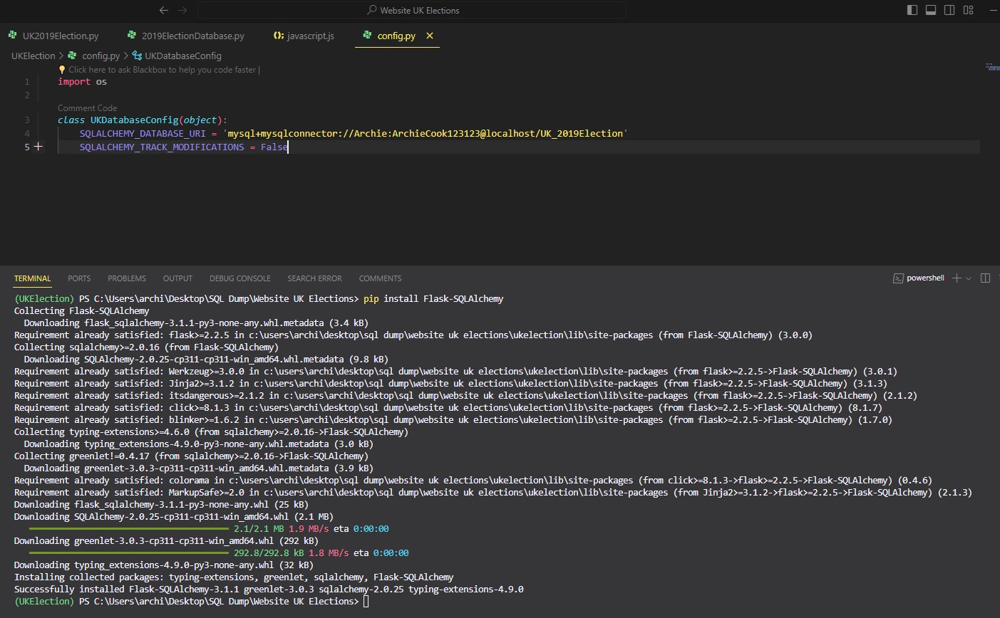 Website UK Elections
UK2019Election.py 2019ElectionDatabase.py javascript.js config.py
UKElection > config.py > UKDatabaseConfig
Click here to ask Blackbox to help you code faster |
1 import os
2
Comment Code
3 class UKDatabaseConfig(object):
4 SQLALCHEMY_DATABASE_URI = 'mysql+mysqlconnector://Archie:ArchieCook123123@localhost/UK_2019Election'
5 SQLALCHEMY_TRACK_MODIFICATIONS = False
TERMINAL PORTS PROBLEMS OUTPUT DEBUG CONSOLE SEARCH ERROR COMMENTS powershell
(UKElection) PS C:\Users\archi\Desktop\SQL Dump\Website UK Elections> pip install Flask-SQLAlchemy
Collecting Flask-SQLAlchemy
Downloading flask_sqlalchemy-3.1.1-py3-none-any.whl.metadata (3.4 kB)
Requirement already satisfied: flask>=2.2.5 in c:\users\archi\desktop\sql dump\website uk elections\ukelection\lib\site-packages (from Flask-SQLAlchemy) (3.0.0)
Collecting sqlalchemy>=2.0.16 (from Flask-SQLAlchemy)
Downloading SQLAlchemy-2.0.25-cp311-cp311-win_amd64.whl.metadata (9.8 kB)
Requirement already satisfied: Werkzeug>=3.0.0 in c:\users\archi\desktop\sql dump\website uk elections\ukelection\lib\site-packages (from flask>=2.2.5->Flask-SQLAlchemy) (3.0.1)
Requirement already satisfied: Jinja2>=3.1.2 in c:\users\archi\desktop\sql dump\website uk elections\ukelection\lib\site-packages (from flask>=2.2.5->Flask-SQLAlchemy) (3.1.3)
Requirement already satisfied: itsdangerous>=2.1.2 in c:\users\archi\desktop\sql dump\website uk elections\ukelection\lib\site-packages (from flask>=2.2.5->Flask-SQLAlchemy) (2.1.2)
Requirement already satisfied: click>=8.1.3 in c:\users\archi\desktop\sql dump\website uk elections\ukelection\lib\site-packages (from flask>=2.2.5->Flask-SQLAlchemy) (8.1.7)
Requirement already satisfied: blinker>=1.6.2 in c:\users\archi\desktop\sql dump\website uk elections\ukelection\lib\site-packages (from flask>=2.2.5->Flask-SQLAlchemy) (1.7.0)
Collecting typing-extensions>=4.6.0 (from sqlalchemy>=2.0.16->Flask-SQLAlchemy)
Downloading typing_extensions-4.9.0-py3-none-any.whl.metadata (3.0 kB)
Collecting greenlet!=0.4.17 (from sqlalchemy>=2.0.16->Flask-SQLAlchemy)
Downloading greenlet-3.0.3-cp311-cp311-win_amd64.whl.metadata (3.9 kB)
Requirement already satisfied: colorama in c:\users\archi\desktop\sql dump\website uk elections\ukelection\lib\site-packages (from click>=8.1.3->flask>=2.2.5->Flask-SQLAlchemy) (0.4.6)
Requirement already satisfied: MarkupSafe>=2.0 in c:\users\archi\desktop\sql dump\website uk elections\ukelection\lib\site-packages (from Jinja2>=3.1.2->flask>=2.2.5->Flask-SQLAlchemy) (2.1.3)
Downloading flask_sqlalchemy-3.1.1-py3-none-any.whl (25 kB)
Downloading SQLAlchemy-2.0.25-cp311-cp311-win_amd64.whl (2.1 MB)
2.1/2.1 MB 1.9 MB/s eta 0:00:00
Downloading greenlet-3.0.3-cp311-cp311-win_amd64.whl (292 kB)
292.8/292.8 kB 1.8 MB/s eta 0:00:00
Downloading typing_extensions-4.9.0-py3-none-any.whl (32 kB)
Installing collected packages: typing-extensions, greenlet, sqlalchemy, Flask-SQLAlchemy
Successfully installed Flask-SQLAlchemy-3.1.1 greenlet-3.0.3 sqlalchemy-2.0.25 typing-extensions-4.9.0
(UKElection) PS C:\Users\archi\Desktop\SQL Dump\Website UK Elections>